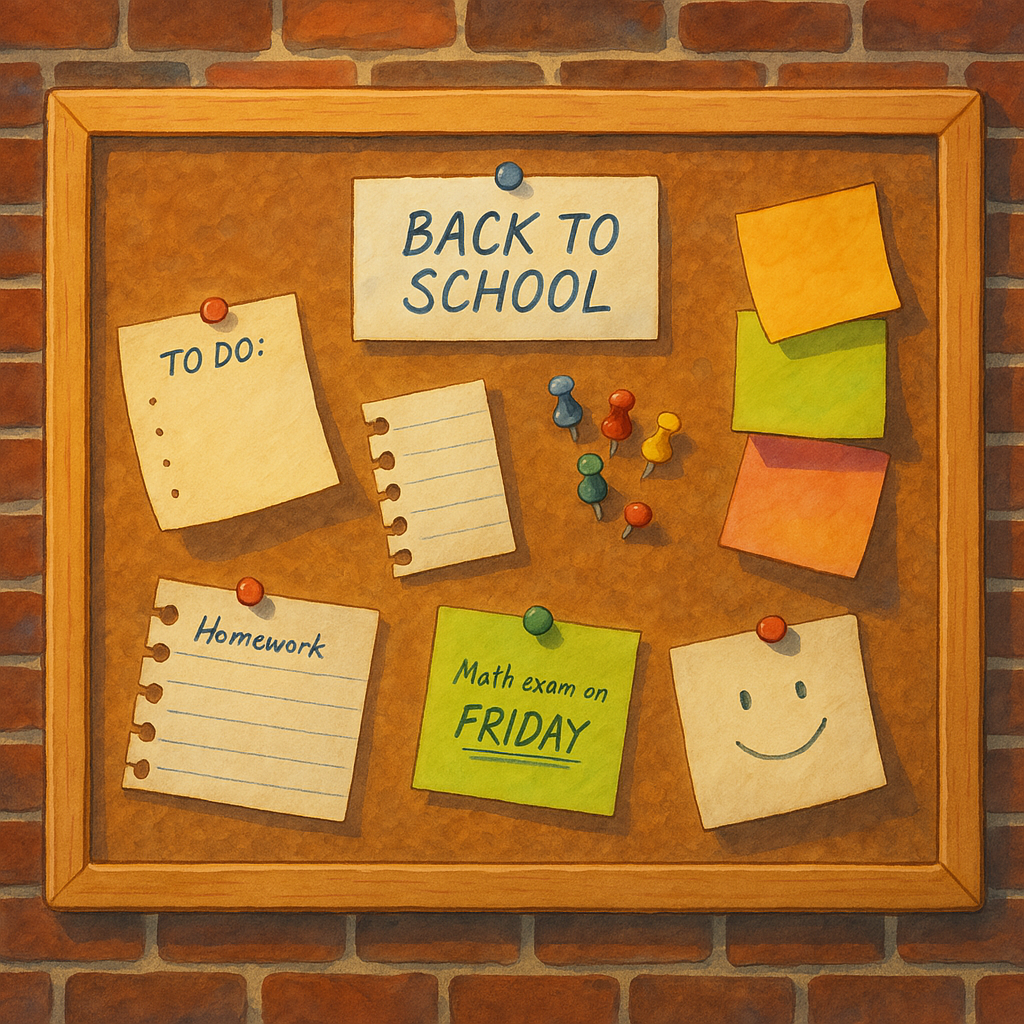 BACK TO
SCHOOL
TO DO:
Homework
Math exam on
FRIDAY